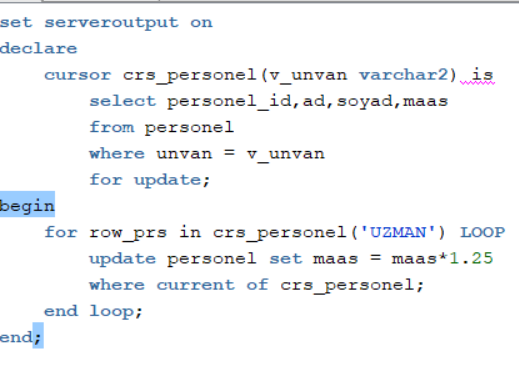 set serveroutput on
declare
    cursor crs_personel(v_unvan varchar2) is
        select personel_id,ad,soyad,maas
        from personel
        where unvan = v_unvan
        for update;
begin
    for row_prs in crs_personel('UZMAN') LOOP
        update personel set maas = maas*1.25
        where current of crs_personel;
    end loop;
end;